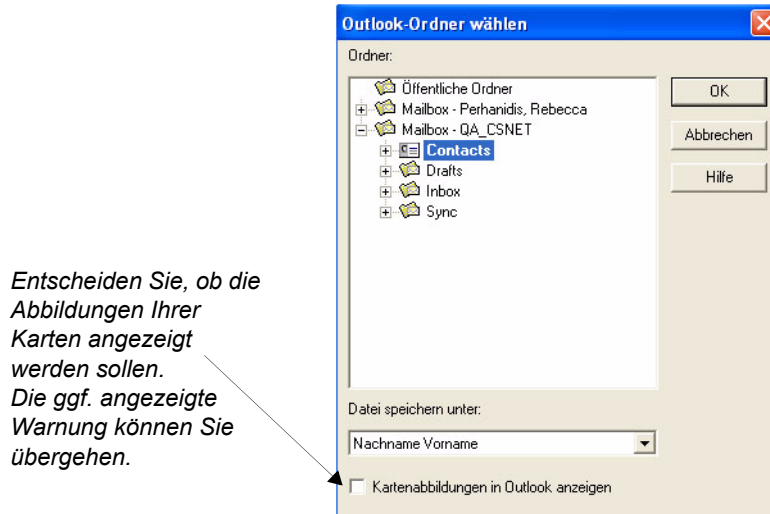 Outlook-Ordner wählen
Ordner:
Öffentliche Ordner
Mailbox - Perhanidis, Rebecca
Mailbox - QA_CSNET
Contacts
Drafts
Inbox
Sync
OK
Abbrechen
Hilfe
Entscheiden Sie, ob die
Abbildungen Ihrer
Karten angezeigt
werden sollen.
Die ggf. angezeigte
Warnung können Sie
übergehen.
Datei speichern unter:
Nachname Vorname
Kartenabbildungen in Outlook anzeigen